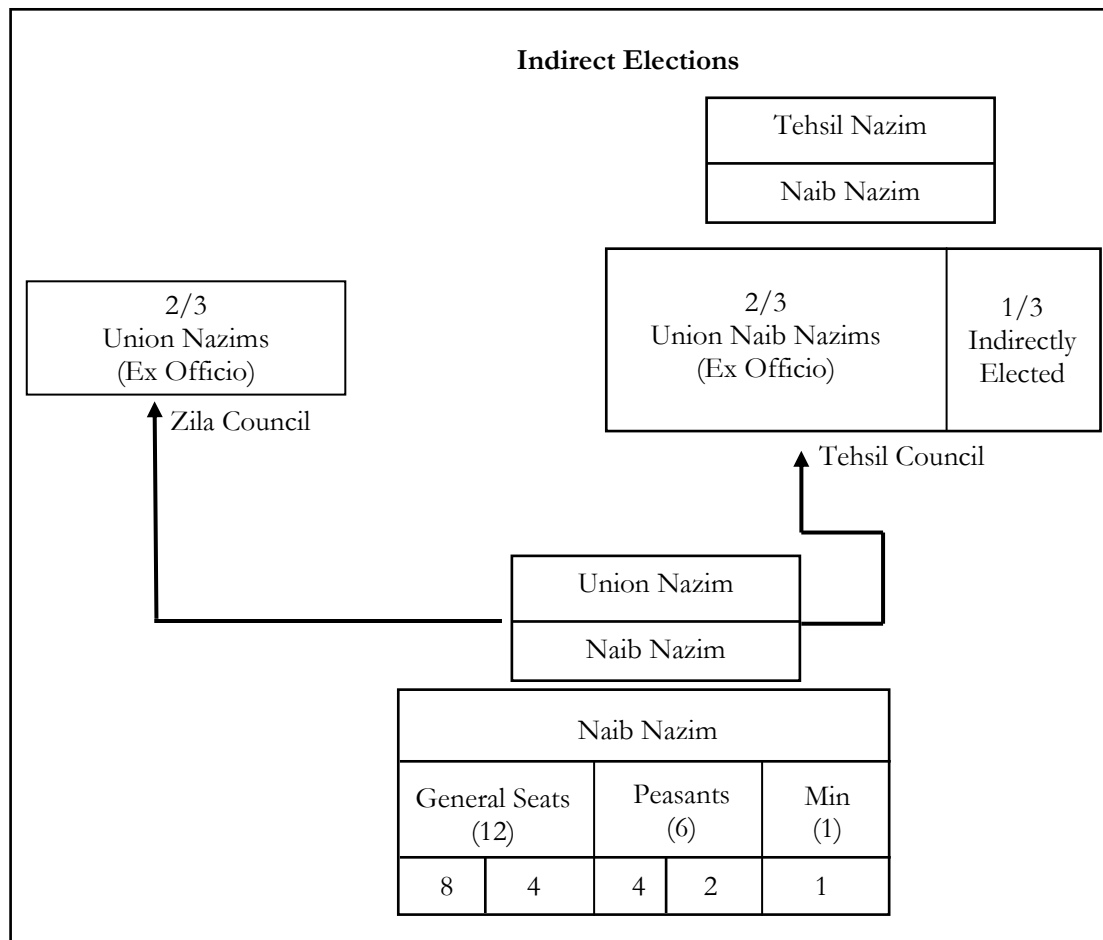 Indirect Elections
Tehsil Nazim
Naib Nazim
2/3
Union Nazims
(Ex Officio)
Zila Council
2/3
Union Naib Nazims
(Ex Officio)
1/3
Indirectly
Elected
Tehsil Council
Union Nazim
Naib Nazim
Naib Nazim
General Seats
(12)
Peasants
(6)
Min
(1)
8 4 4 2 1